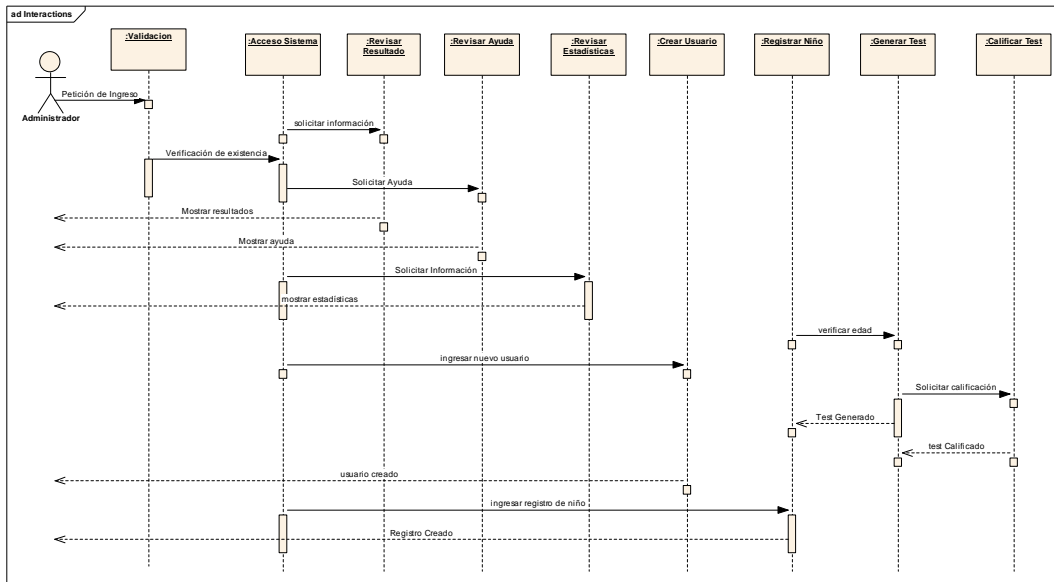 ad Interactions
:Validacion
:Acceso Sistema
:Revisar
Resultado
:Revisar Ayuda
:Revisar
Estadísticas
:Crear Usuario
:Registrar Niño
:Generar Test
:Calificar Test
Administrador
Petición de Ingreso
solicitar información
Verificación de existencia
Solicitar Ayuda
Mostrar resultados
Mostrar ayuda
Solicitar Información
mostrar estadísticas
verificar edad
ingresar nuevo usuario
Solicitar calificación
Test Generado
test Calificado
usuario creado
ingresar registro de niño
Registro Creado